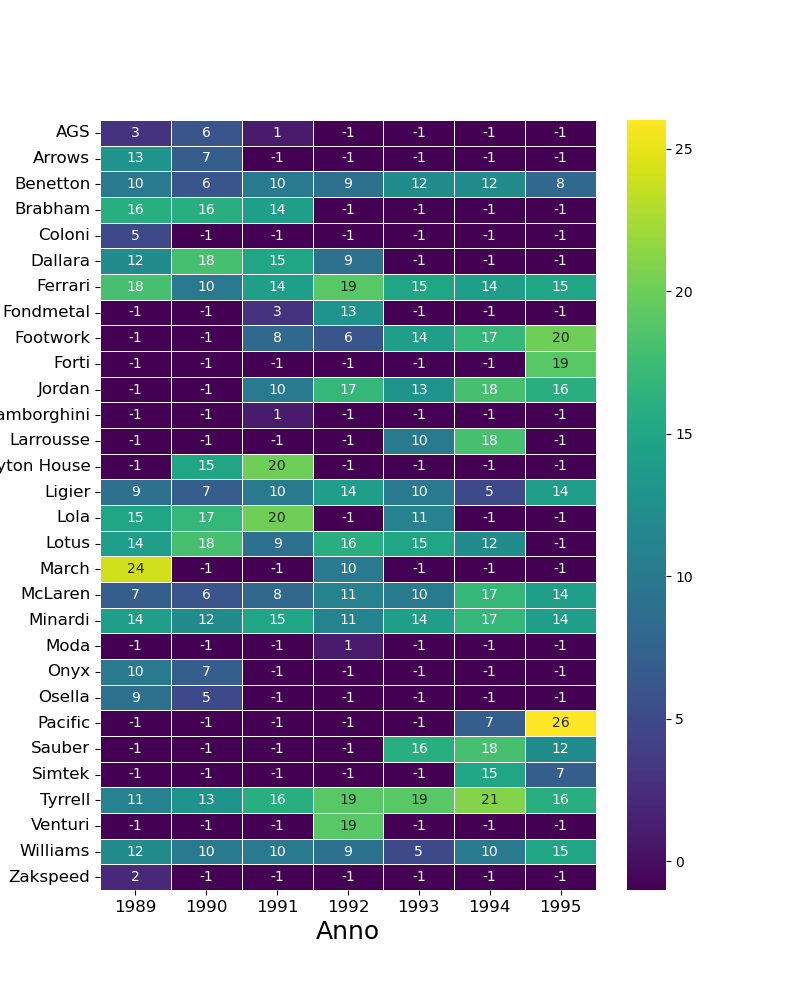 AGS 3 6 1 -1 -1 -1 -1
Arrows 13 7 -1 -1 -1 -1 -1
Benetton 10 6 10 9 12 12 8
Brabham 16 16 14 -1 -1 -1 -1
Coloni 5 -1 -1 -1 -1 -1 -1
Dallara 12 18 15 9 -1 -1 -1
Ferrari 18 10 14 19 15 14 15
Fondmetal -1 -1 3 13 -1 -1 -1
Footwork -1 -1 8 6 14 17 20
Forti -1 -1 -1 -1 -1 -1 19
Jordan -1 -1 10 17 13 18 16
amborghini -1 -1 1 -1 -1 -1 -1
Larrousse -1 -1 -1 -1 10 18 -1
yton House -1 15 20 -1 -1 -1 -1
Ligier 9 7 10 14 10 5 14
Lola 15 17 20 -1 11 -1 -1
Lotus 14 18 9 16 15 12 -1
March 24 -1 -1 10 -1 -1 -1
McLaren 7 6 8 11 10 17 14
Minardi 14 12 15 11 14 17 14
Moda -1 -1 -1 1 -1 -1 -1
Onyx 10 7 -1 -1 -1 -1 -1
Osella 9 5 -1 -1 -1 -1 -1
Pacific -1 -1 -1 -1 -1 7 26
Sauber -1 -1 -1 -1 16 18 12
Simtek -1 -1 -1 -1 -1 15 7
Tyrrell 11 13 16 19 19 21 16
Venturi -1 -1 -1 19 -1 -1 -1
Williams 12 10 10 9 5 10 15
Zakspeed 2 -1 -1 -1 -1 -1 -1
1989 1990 1991 1992 1993 1994 1995
Anno
25
20
15
10
5
0